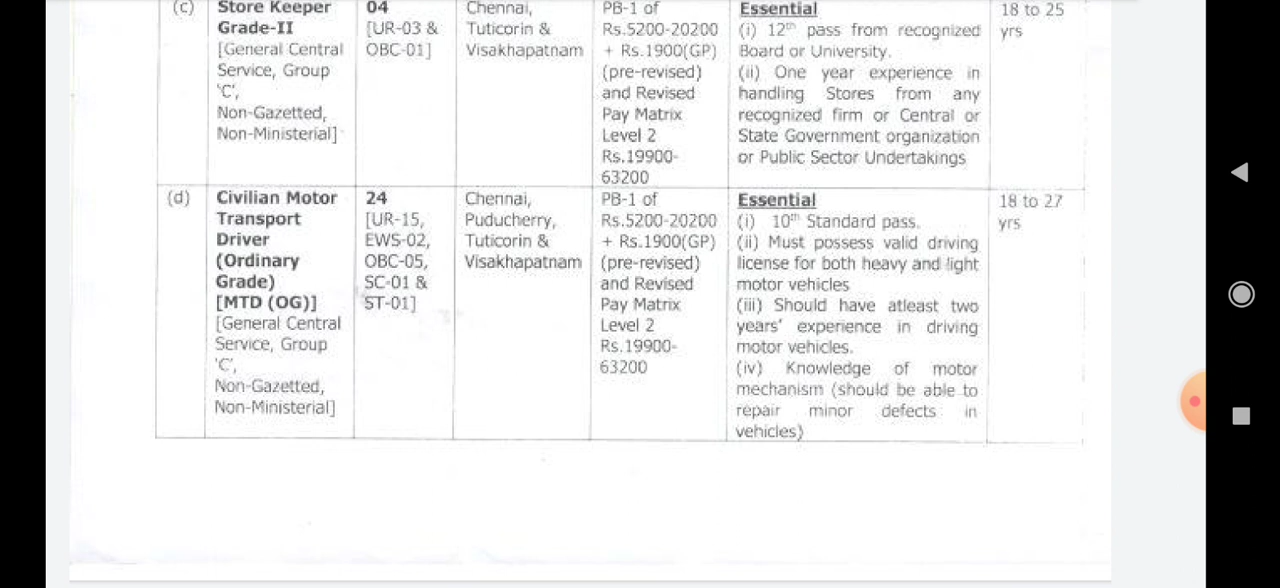 (c)
Store Keeper
Grade-II
[General Central
Service, Group
'C',
Non-Gazetted,
Non-Ministerial]
04
[UR-03 &
OBC-01]
Chennai,
Tuticorin &
Visakhapatnam
PB-1 of
Rs.5200-20200
+ Rs.1900(GP)
(pre-revised)
and Revised
Pay Matrix
Level 2
Rs.19900-
63200
Essential
(i) 12th pass from recognized
Board or University.
(ii) One year experience in
handling Stores from any
recognized firm or Central or
State Government organization
or Public Sector Undertakings
18 to 25
yrs
(d)
Civilian Motor
Transport
Driver
(Ordinary
Grade)
[MTD (OG)]
[General Central
Service, Group
'C',
Non-Gazetted,
Non-Ministerial]
24
[UR-15,
EWS-02,
OBC-05,
SC-01 &
ST-01]
Chennai,
Puducherry,
Tuticorin &
Visakhapatnam
PB-1 of
Rs.5200-20200
+ Rs.1900(GP)
(pre-revised)
and Revised
Pay Matrix
Level 2
Rs.19900-
63200
Essential
(i) 10th Standard pass.
(ii) Must possess valid driving
license for both heavy and light
motor vehicles
(iii) Should have atleast two
years' experience in driving
motor vehicles.
(iv) Knowledge of motor
mechanism (should be able to
repair minor defects in
vehicles)
18 to 27
yrs